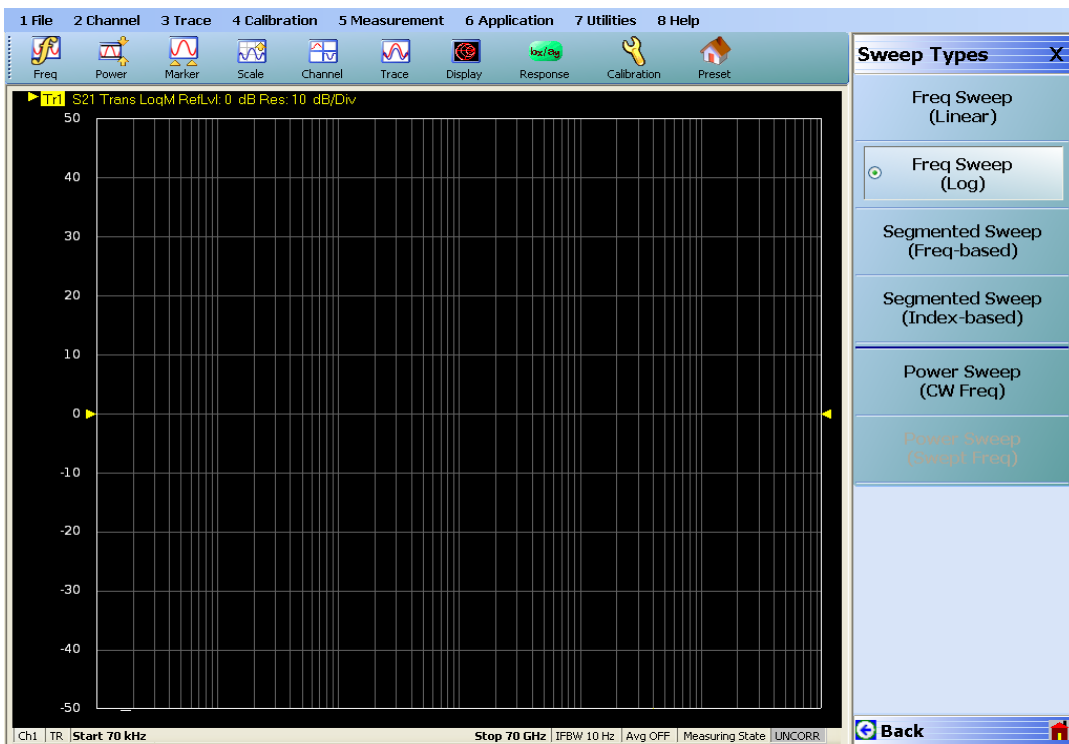 1 File 2 Channel 3 Trace 4 Calibration 5 Measurement 6 Application 7 Utilities 8 Help
Freq Power Marker Scale Channel Trace Display Response Calibration Preset
bx/ay
Tr1 S21 Trans LogM RefLvl: 0 dB Res: 10 dB/Div
50
40
30
20
10
0
-10
-20
-30
-40
-50
Ch1 TR Start 70 kHz Stop 70 GHz IFBW 10 Hz Avg OFF Measuring State UNCORR
Sweep Types X
Freq Sweep
(Linear)
Freq Sweep
(Log)
Segmented Sweep
(Freq-based)
Segmented Sweep
(Index-based)
Power Sweep
(CW Freq)
Power Sweep
(Swept Freq)
Back